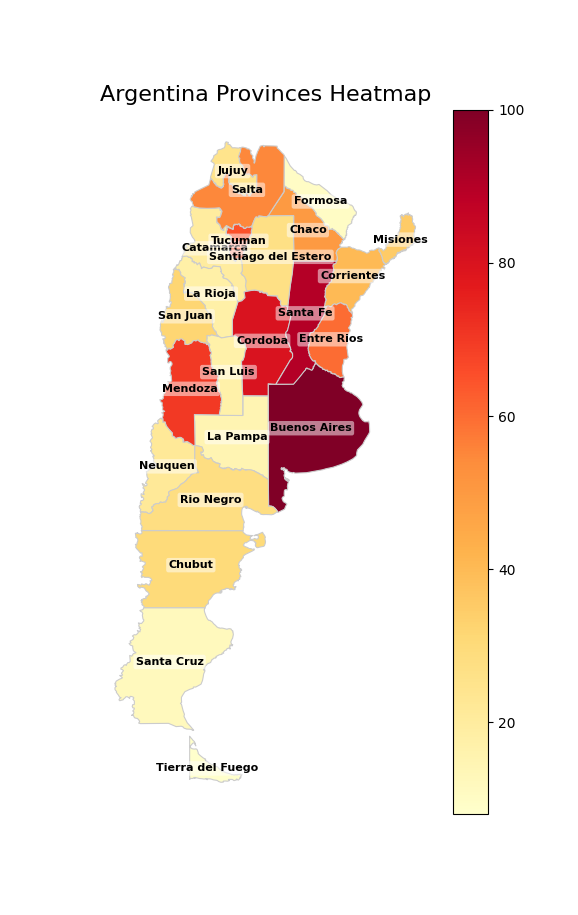 Argentina Provinces Heatmap
100
Jujuy
Salta
Formosa
Chaco
Misiones
Tucuman
Catamarca
Santiago del Estero
80
Corrientes
La Rioja
Santa Fe
San Juan
Entre Rios
Cordoba
San Luis
Mendoza
60
Buenos Aires
La Pampa
Neuquen
Rio Negro
Chubut
40
Santa Cruz
20
Tierra del Fuego